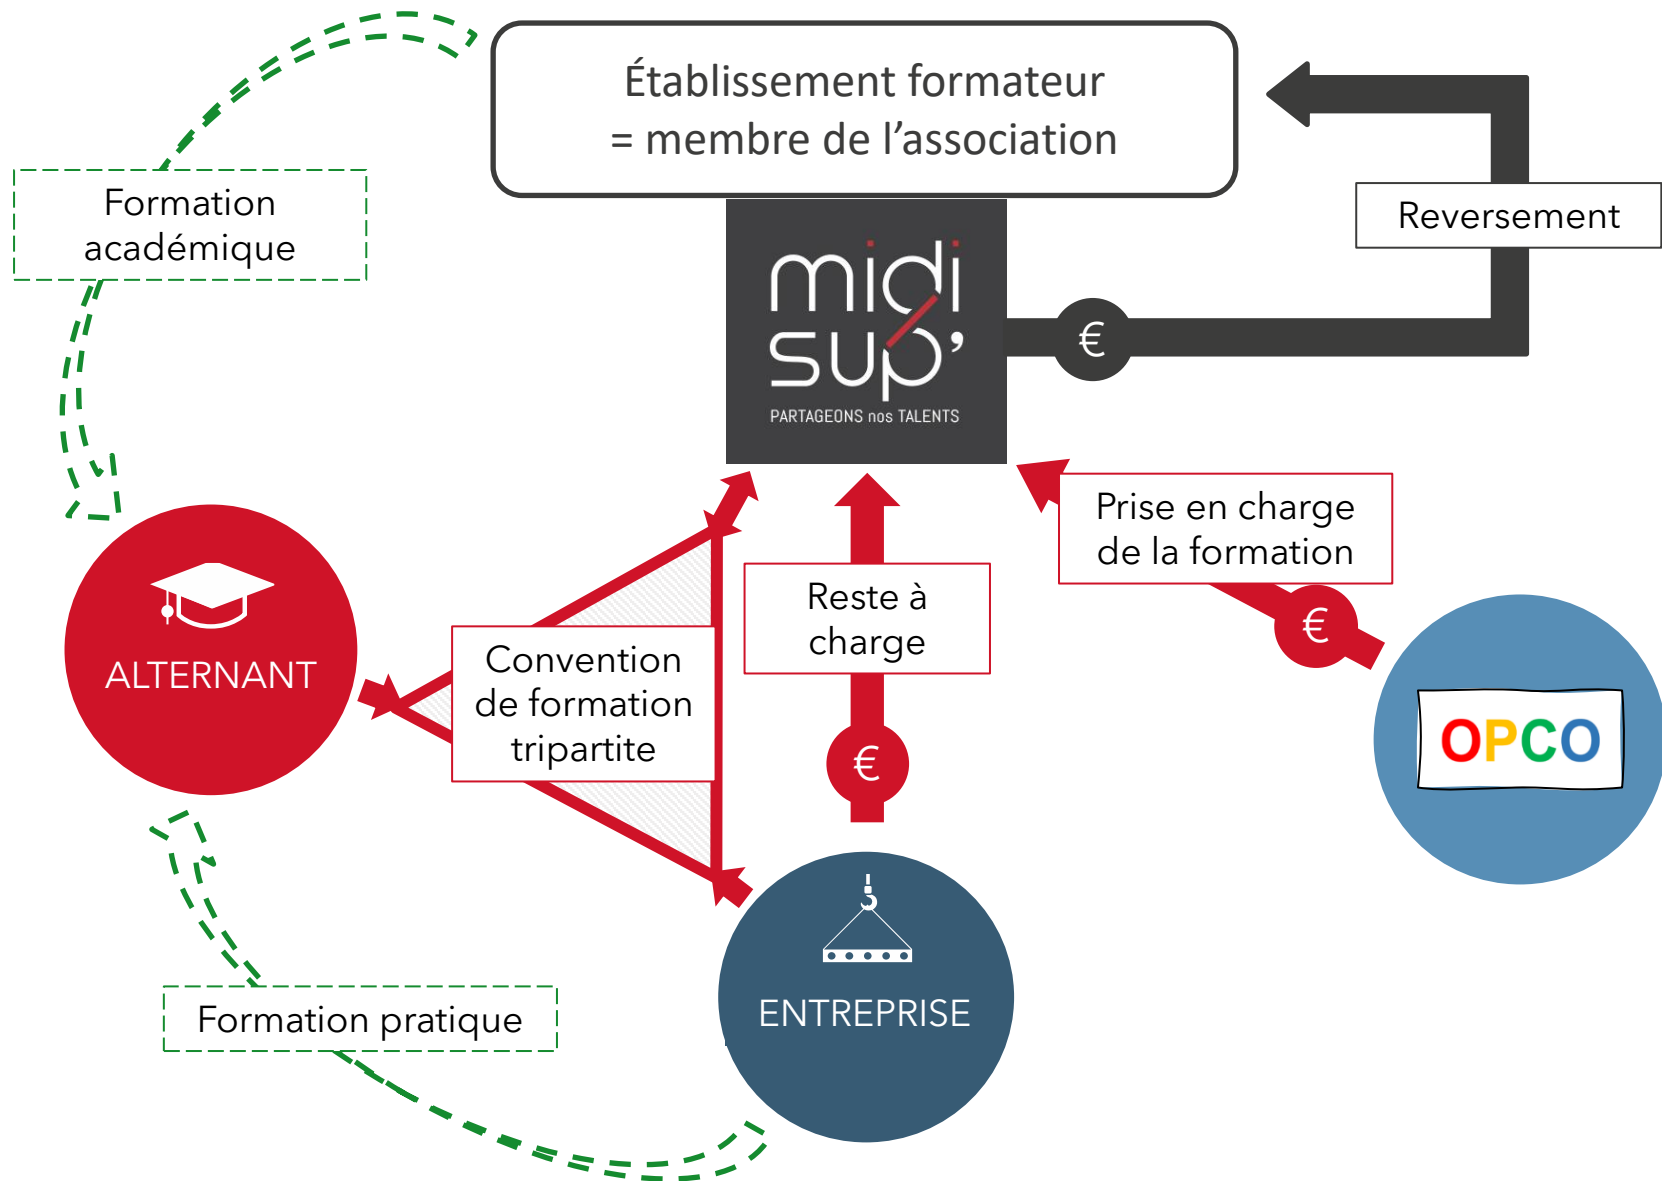 Établissement formateur
= membre de l’association
Formation
académique
Reversement
midi
sup’
PARTAGEONS nos TALENTS
€
Prise en charge
de la formation
€
Reste à
charge
€
Convention
de formation
tripartite
ALTERNANT
OPCO
ENTREPRISE
Formation pratique